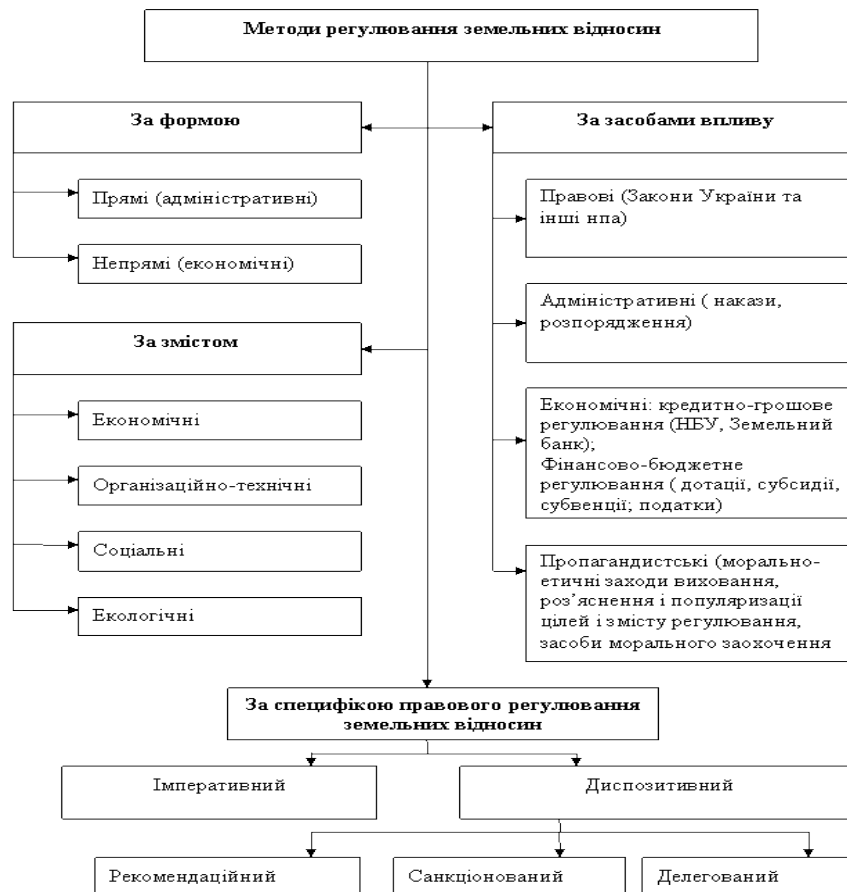 Методи регулювання земельних відносин
За формою
Прямі (адміністративні)
Непрямі (економічні)
За змістом
Економічні
Організаційно-технічні
Соціальні
Екологічні
За засобами впливу
Правові (Закони України та
інші нпа)
Адміністративні ( накази,
розпорядження)
Економічні: кредитно-грошове
регулювання (НБУ, Земельний
банк);
Фінансово-бюджетне
регулювання ( дотації, субсидії,
субвенції; податки)
Пропагандистські (морально-
етичні заходи виховання,
роз’яснення і популяризації
цілей і змісту регулювання,
засоби морального заохочення
За специфікою правового регулювання
земельних відносин
Імперативний
Диспозитивний
Рекомендаційний
Санкціонований
Делегований